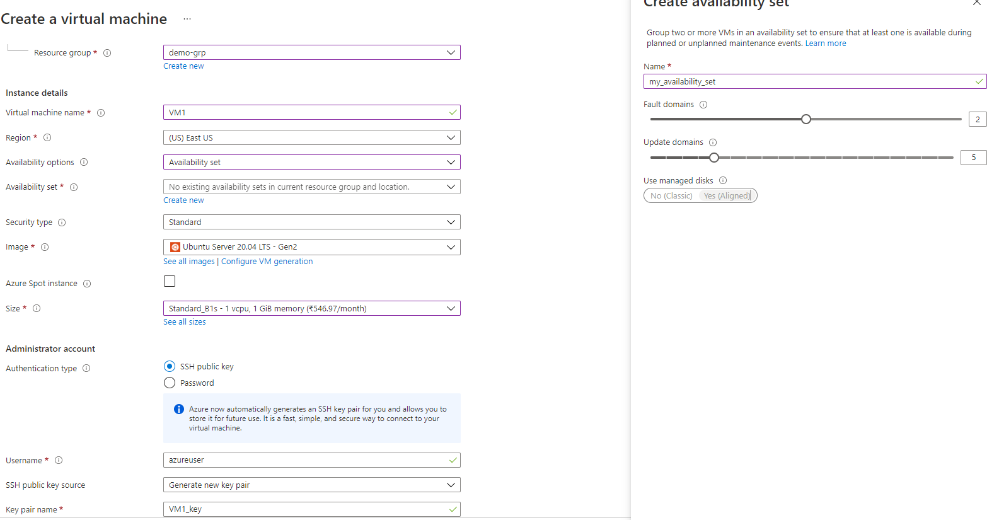 Create a virtual machine ...
Resource group *
demo-grp
Create new
Instance details
Virtual machine name *
VM1
Region *
(US) East US
Availability options
Availability set
Availability set *
No existing availability sets in current resource group and location.
Create new
Security type
Standard
Image *
Ubuntu Server 20.04 LTS - Gen2
See all images | Configure VM generation
Azure Spot instance
Size *
Standard_B1s - 1 vcpu, 1 GiB memory (₹546.97/month)
See all sizes
Administrator account
Authentication type
SSH public key
Password
Azure now automatically generates an SSH key pair for you and allows you to
store it for future use. It is a fast, simple, and secure way to connect to your
virtual machine.
Username *
azureuser
SSH public key source
Generate new key pair
Key pair name *
VM1_key
Create availability set
Group two or more VMs in an availability set to ensure that at least one is available during
planned or unplanned maintenance events. Learn more
Name *
my_availability_set
Fault domains
2
Update domains
5
Use managed disks
No (Classic) Yes (Aligned)